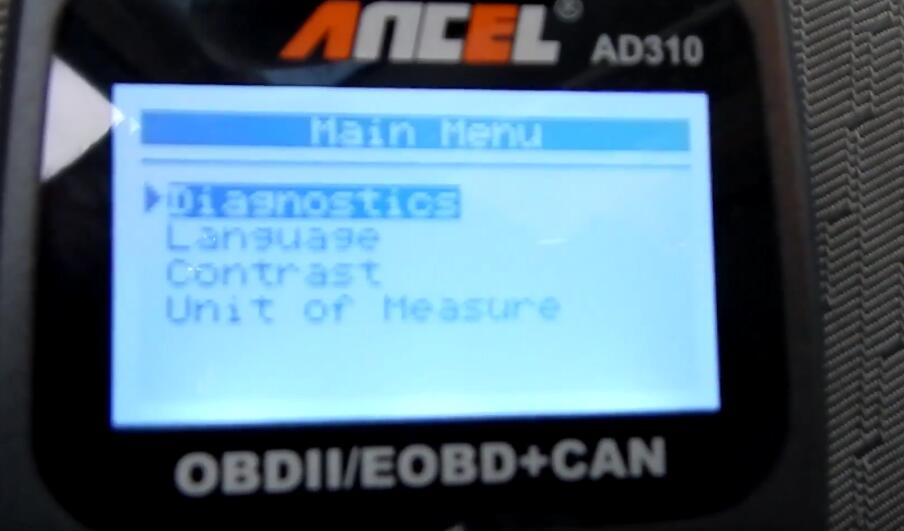 ANCEL® AD310
Main Menu
Diagnostics
Language
Contrast
Unit of Measure
OBDII/EOBD+CAN